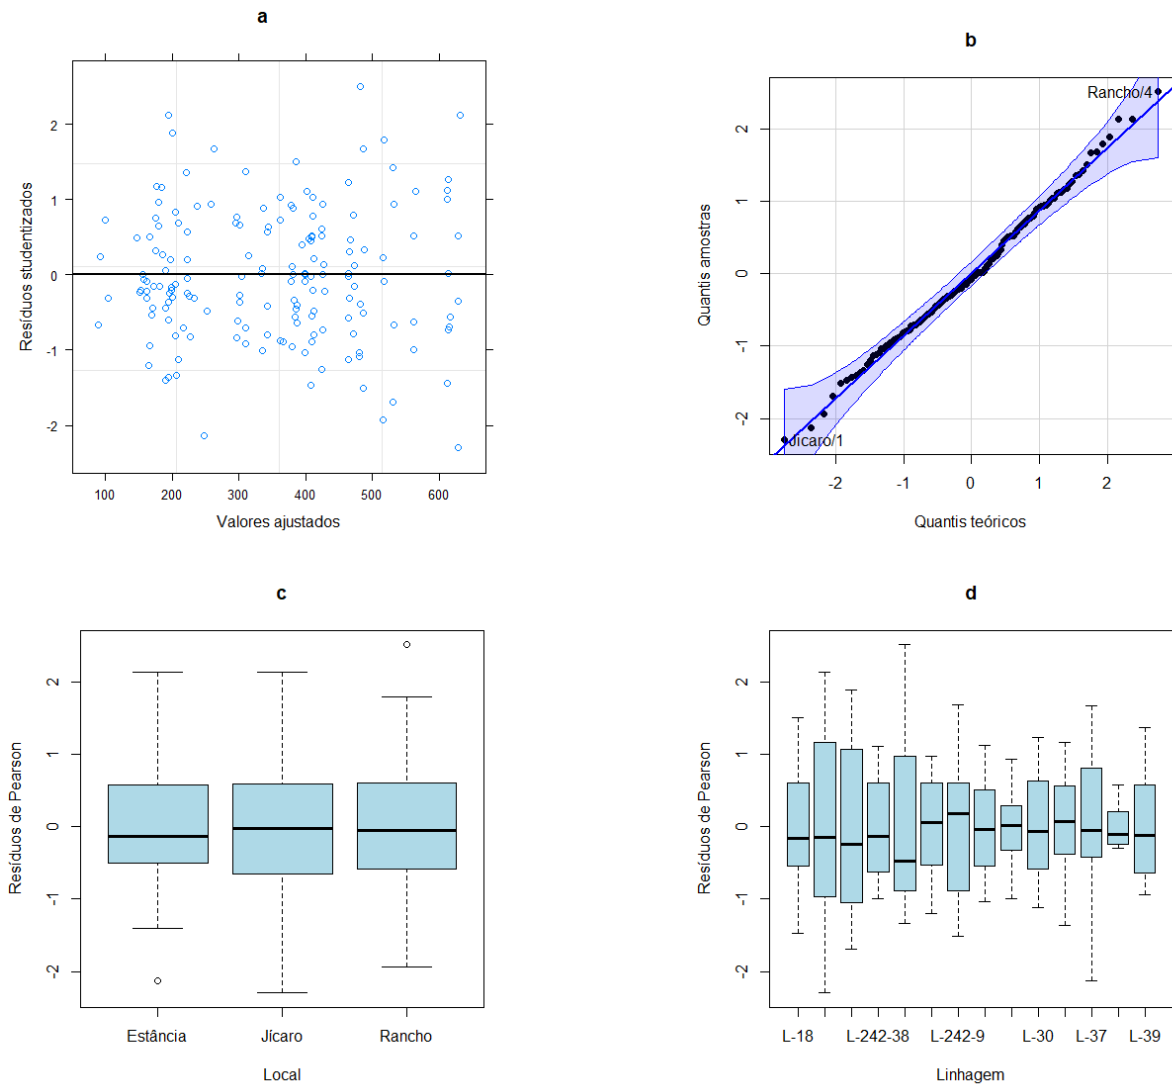 a
2
1
0
-1
-2
Resíduos studentizados
100 200 300 400 500 600
Valores ajustados
b
Rancho/4
Jícaro/1
2
1
0
-1
-2
Quantis amostras
-2 -1 0 1 2
Quantis teóricos
c
2
1
0
-1
-2
Resíduos de Pearson
Estância Jícaro Rancho
Local
d
2
1
0
-1
-2
Resíduos de Pearson
L-18 L-242-38 L-242-9 L-30 L-37 L-39
Linhagem